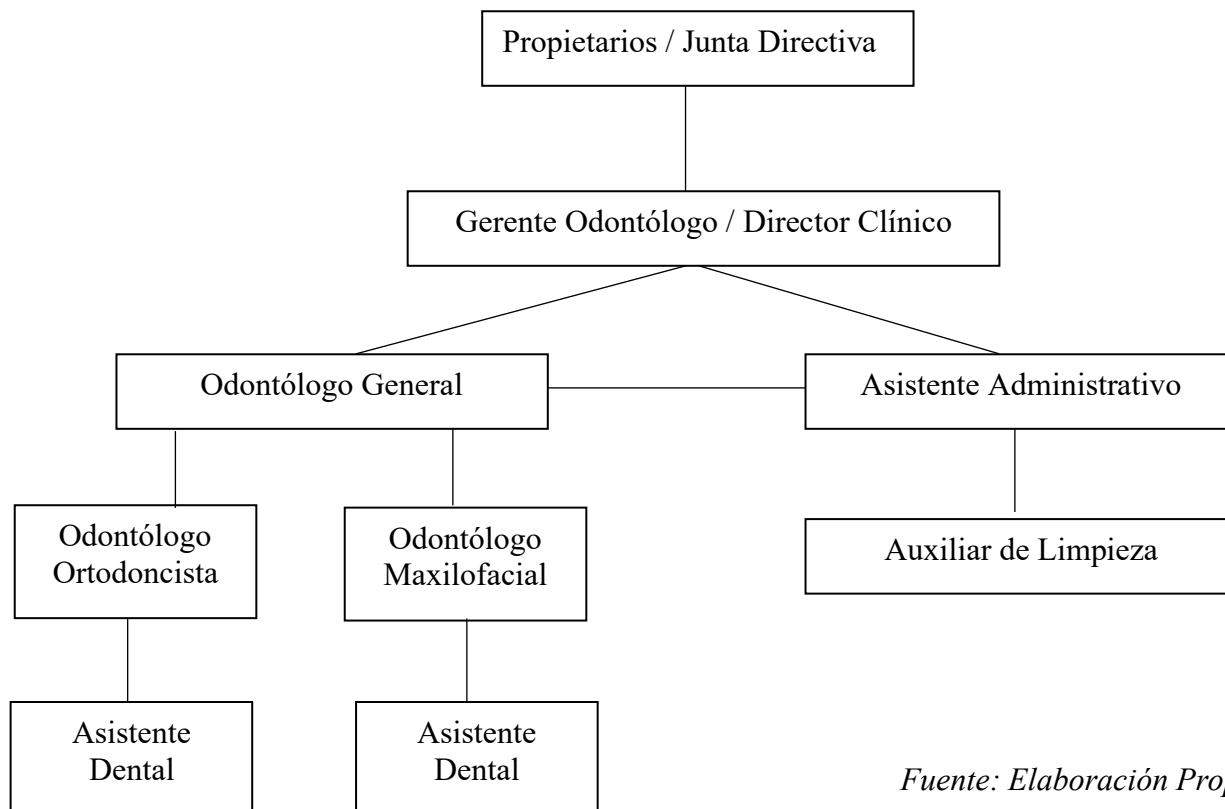 Propietarios / Junta Directiva
Gerente Odontólogo / Director Clínico
Odontólogo General
Asistente Administrativo
Odontólogo
Ortodoncista
Odontólogo
Maxilofacial
Auxiliar de Limpieza
Asistente
Dental
Asistente
Dental
Fuente: Elaboración Prop